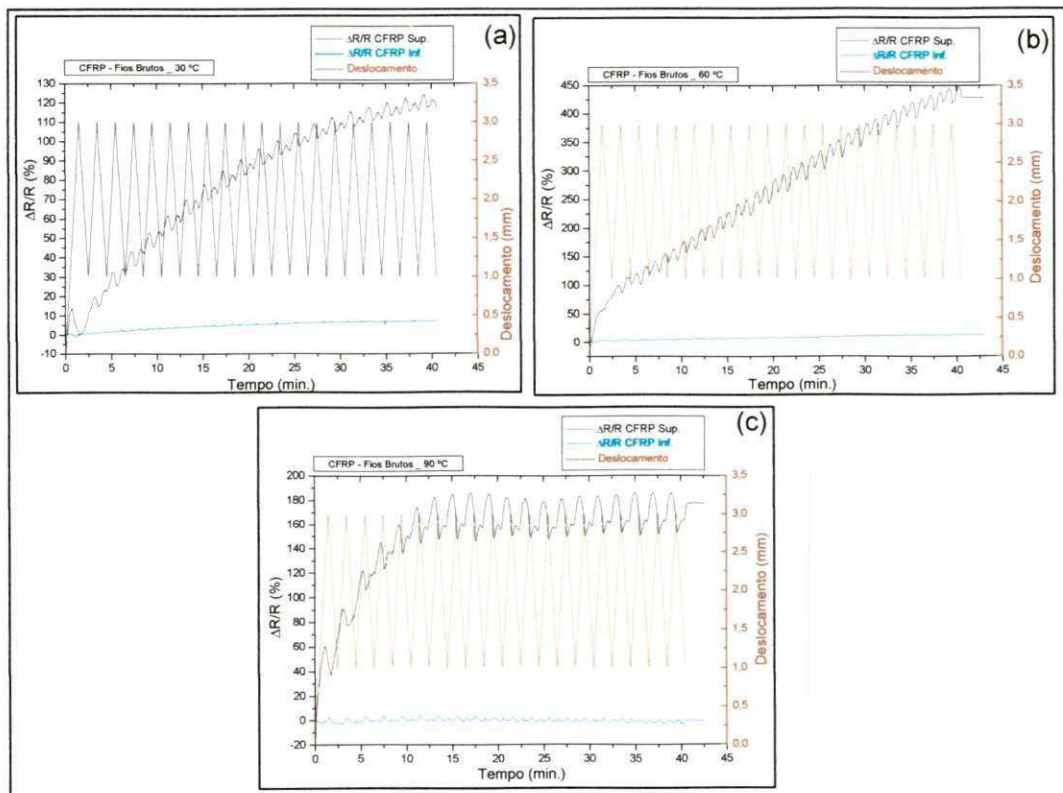 (a)
ΔR/R CFRP Sup.
ΔR/R CFRP Inf.
Deslocamento
CFRP - Fios Brutos _ 30 ºC
130
120
110
100
90
80
70
60
50
40
30
20
10
0
-10
ΔR/R (%)
3,5
3,0
2,5
2,0
1,5
1,0
0,5
0,0
Deslocamento (mm)
0 5 10 15 20 25 30 35 40 45
Tempo (min.)
(b)
ΔR/R CFRP Sup.
ΔR/R CFRP Inf.
Deslocamento
CFRP - Fios Brutos _ 60 ºC
450
400
350
300
250
200
150
100
50
0
ΔR/R (%)
3,5
3,0
2,5
2,0
1,5
1,0
0,5
0,0
Deslocamento (mm)
0 5 10 15 20 25 30 35 40 45
Tempo (min.)
(c)
ΔR/R CFRP Sup.
ΔR/R CFRP Inf.
Deslocamento
CFRP - Fios Brutos _ 90 ºC
200
180
160
140
120
100
80
60
40
20
0
-20
ΔR/R (%)
3,5
3,0
2,5
2,0
1,5
1,0
0,5
0,0
Deslocamento (mm)
0 5 10 15 20 25 30 35 40 45
Tempo (min.)